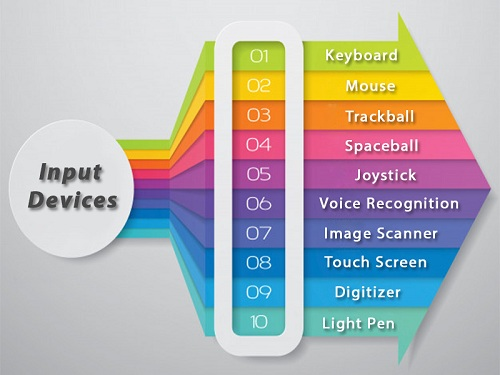 Input
Devices
01 Keyboard
02 Mouse
03 Trackball
04 Spaceball
05 Joystick
06 Voice Recognition
07 Image Scanner
08 Touch Screen
09 Digitizer
10 Light Pen